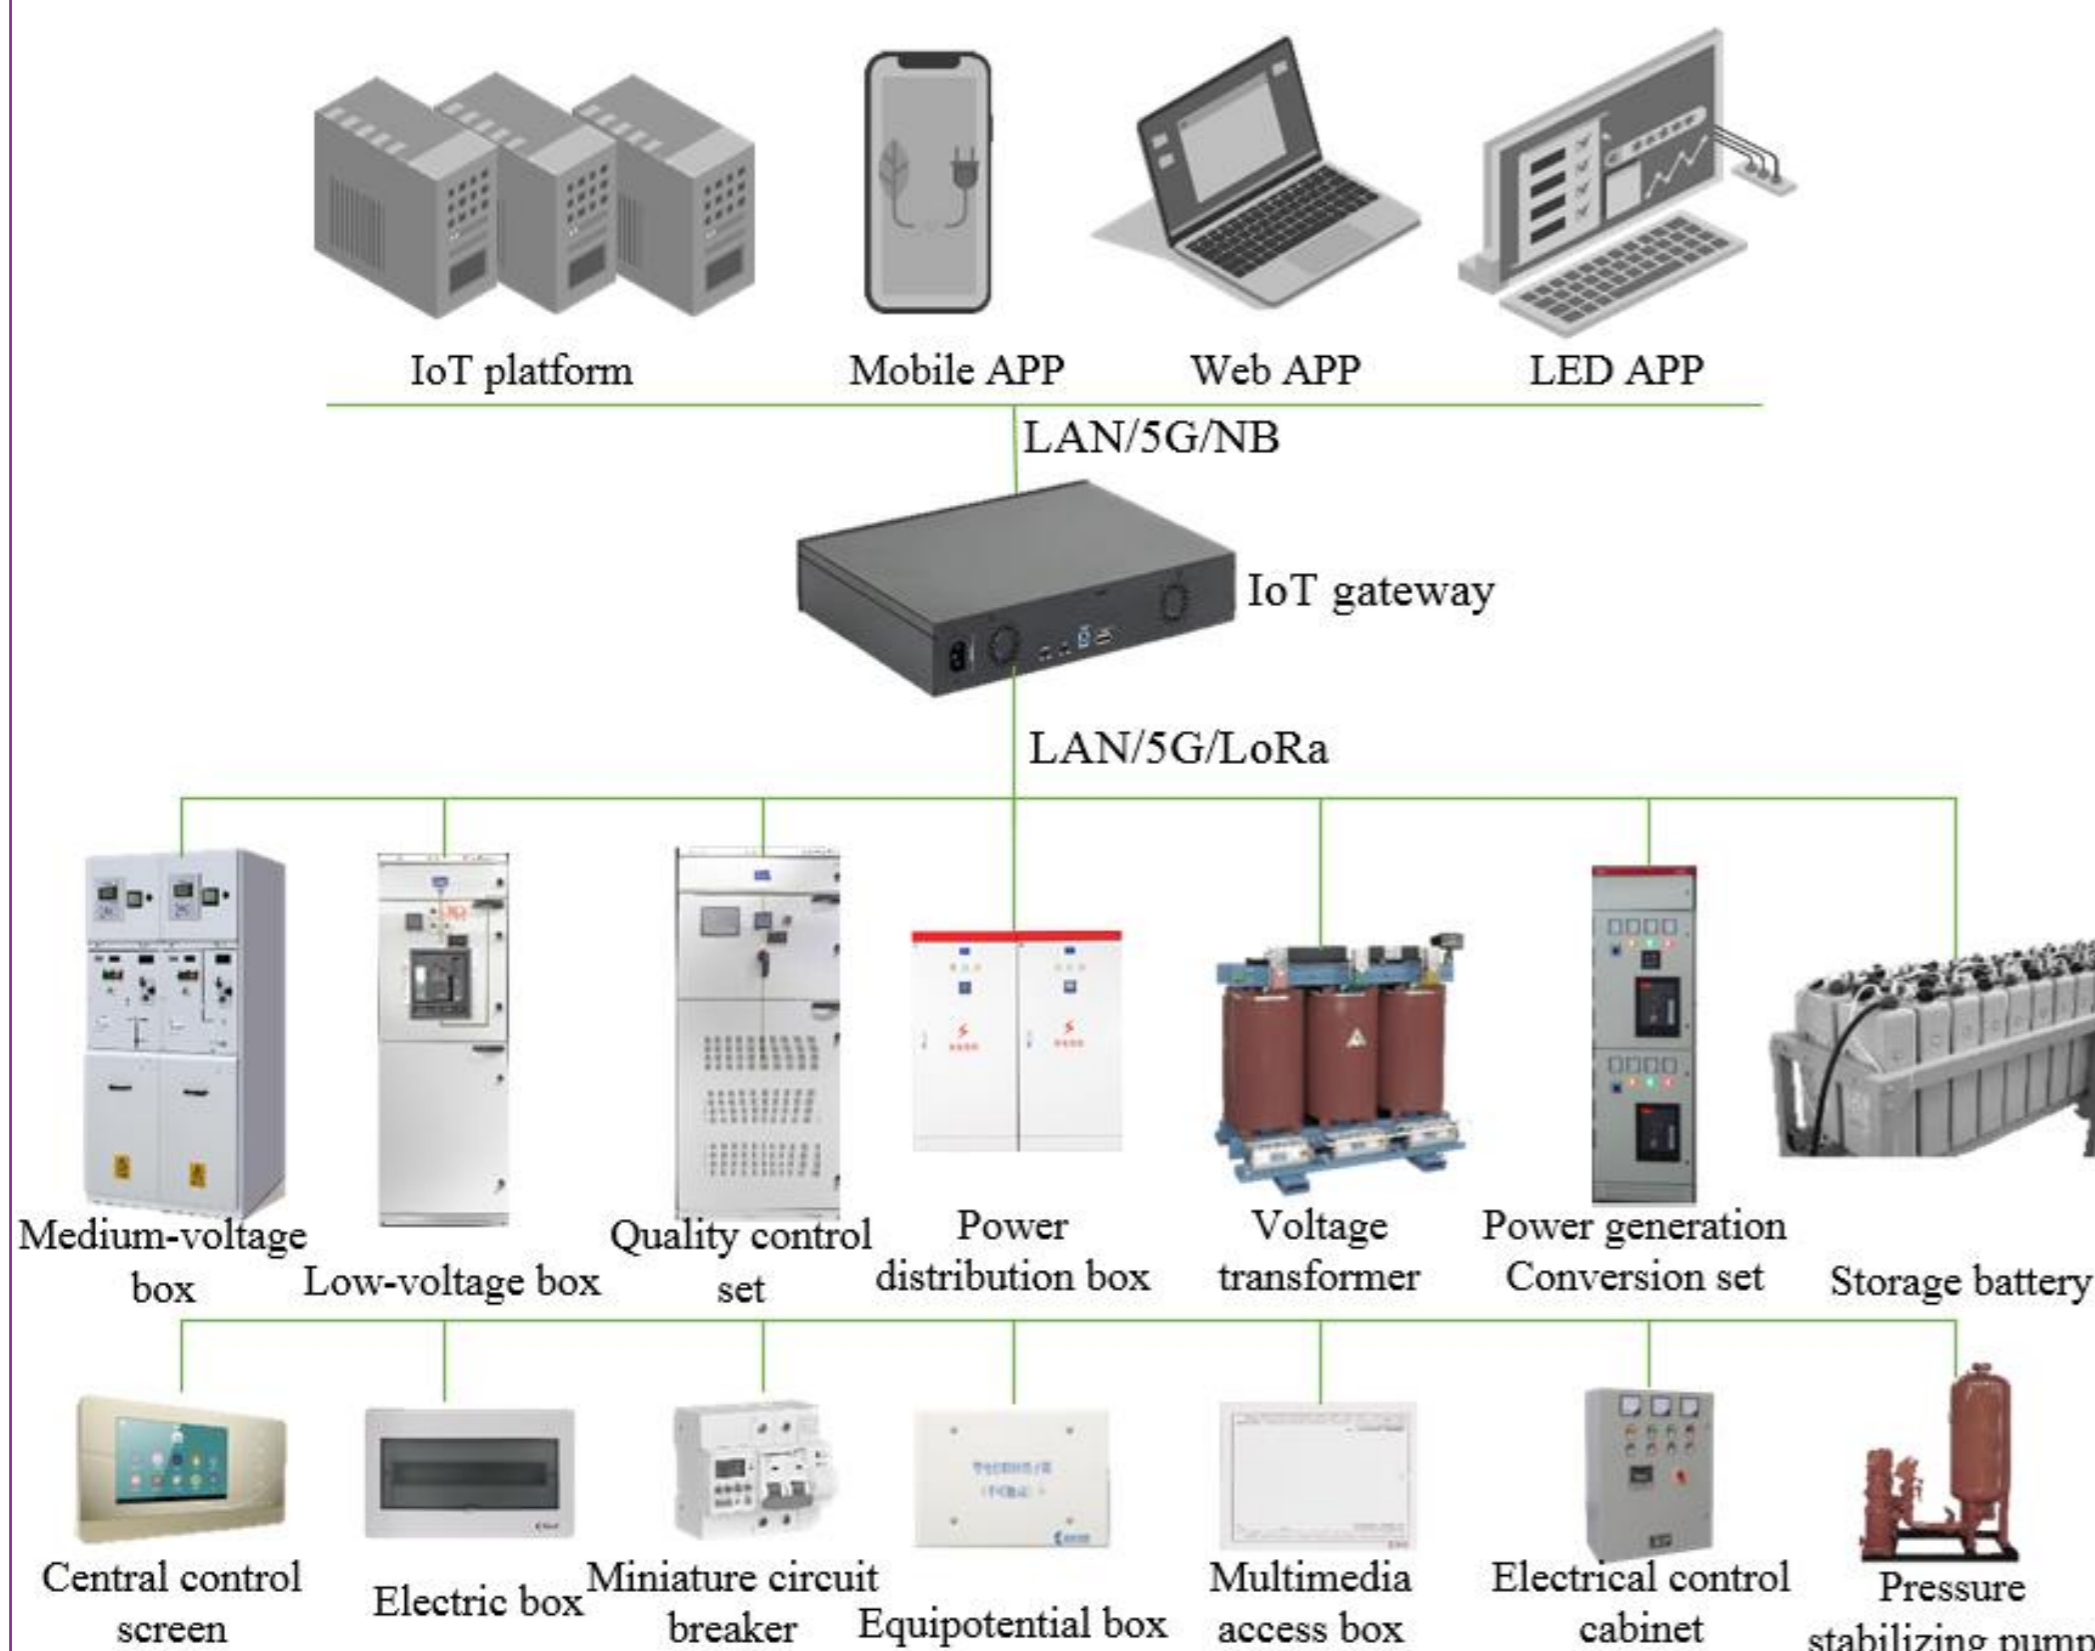 IoT platform
Mobile APP
Web APP
LED APP
LAN/5G/NB
IoT gateway
LAN/5G/LoRa
Medium-voltage
box
Low-voltage box
Quality control
set
Power
distribution box
Voltage
transformer
Power generation
Conversion set
Storage battery
Central control
screen
Electric box
Miniature circuit
breaker
Equipotential box
Multimedia
access box
Electrical control
cabinet
Pressure
stabilizing pump